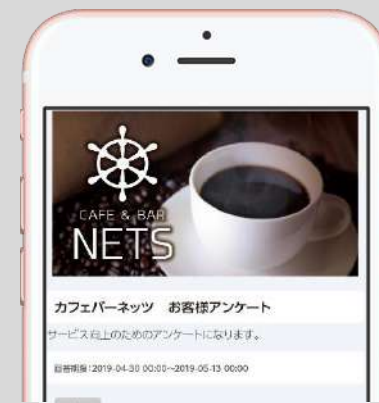 CAFE & BAR
NETS
カフェバーネッツ　お客様アンケート
サービス向上のためのアンケートになります。
回答期限：2019-04-30 00:00〜2019-05-13 00:00